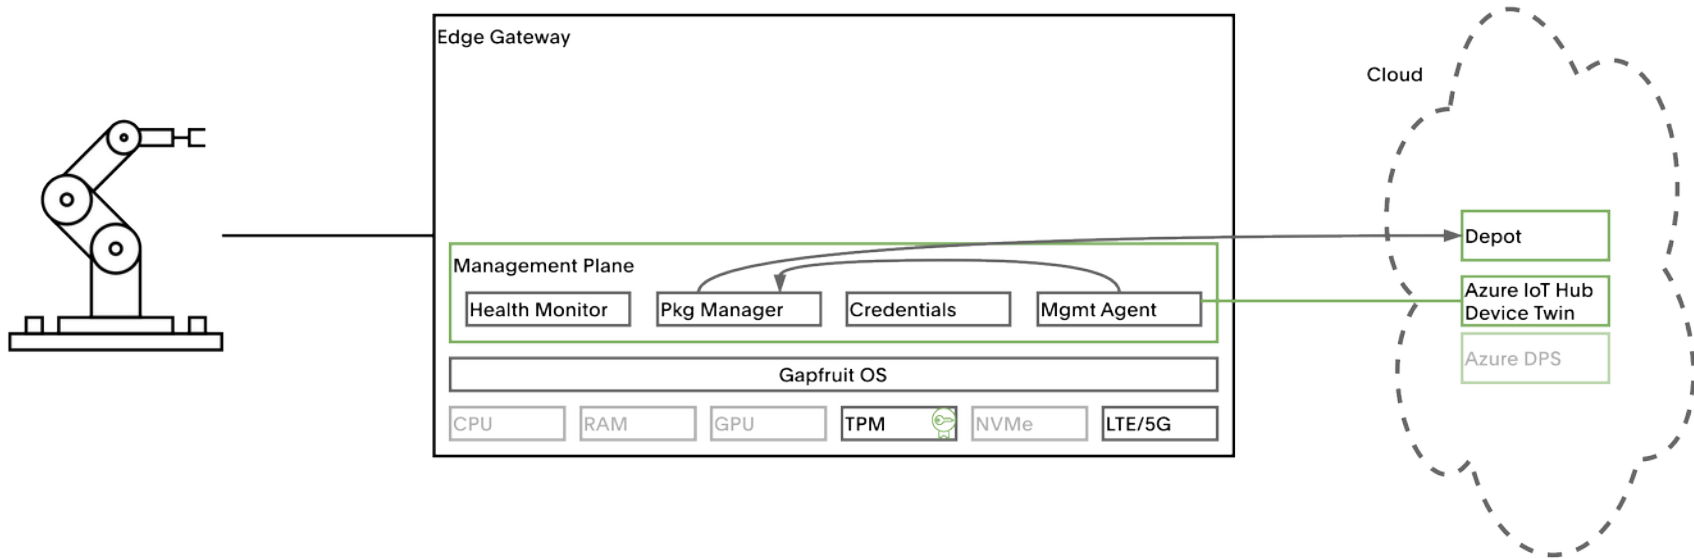 Edge Gateway
Cloud
Depot
Management Plane
Health Monitor
Pkg Manager
Credentials
Mgmt Agent
Azure IoT Hub
Device Twin
Azure DPS
Gapfruit OS
CPU
RAM
GPU
TPM
NVMe
LTE/5G